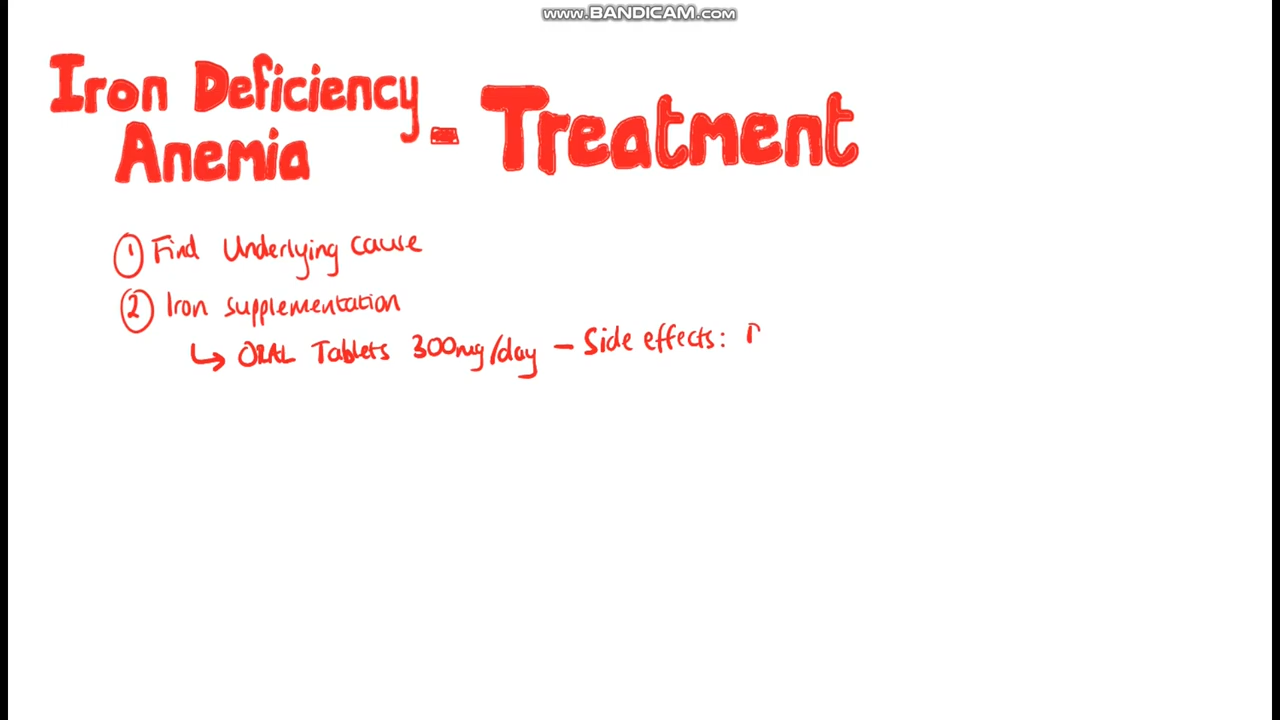 www.BANDICAM.com
Iron Deficiency
Anemia - Treatment
1 Find Underlying cause
2 Iron supplementation
↳ ORAL Tablets 300mg/day – Side effects: